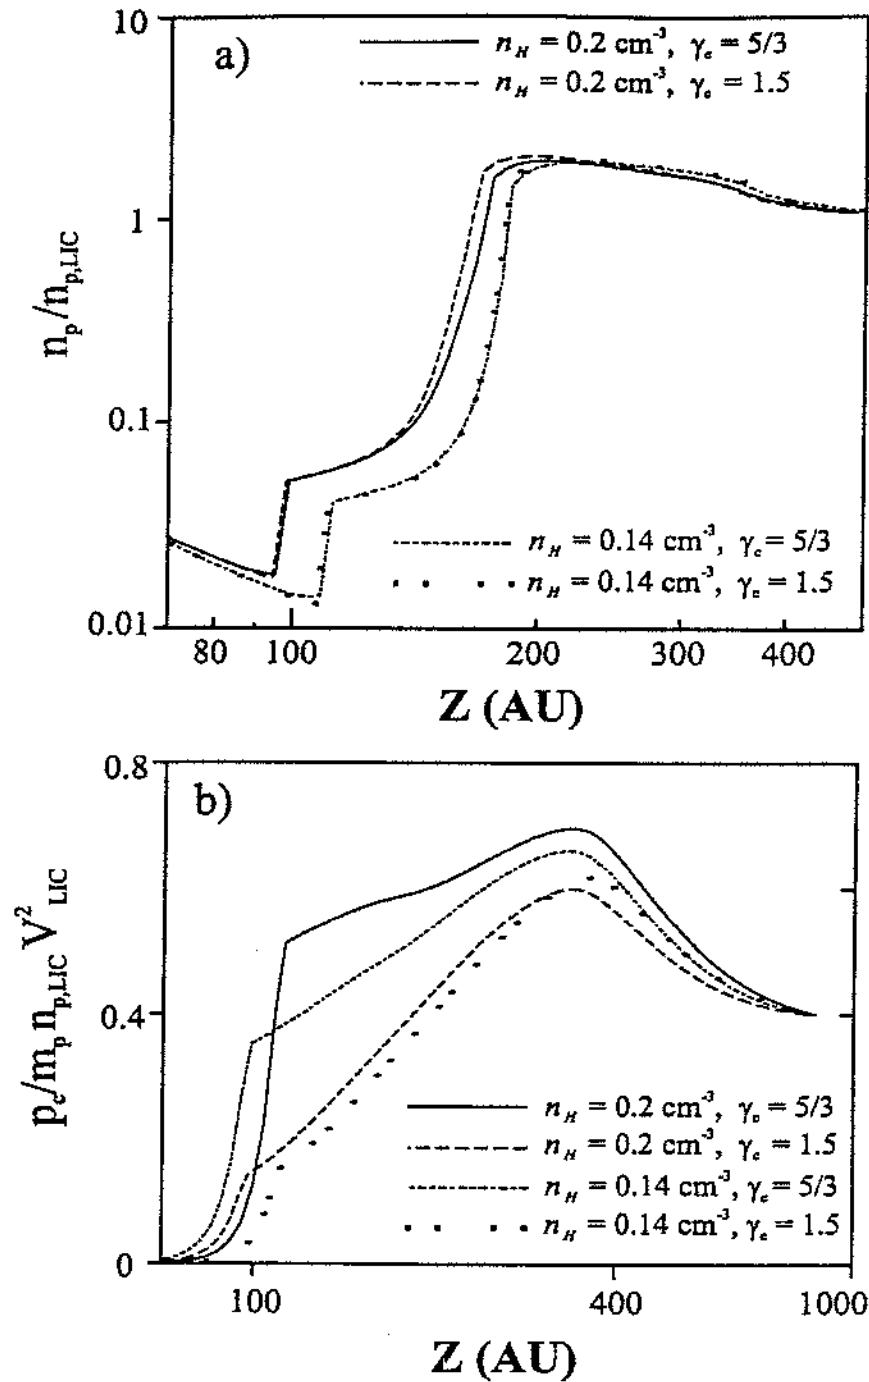 10
a)
n_H = 0.2 cm⁻³, γ_c = 5/3
n_H = 0.2 cm⁻³, γ_c = 1.5
n_p/n_p,LIC
1
0.1
n_H = 0.14 cm⁻³, γ_c = 5/3
n_H = 0.14 cm⁻³, γ_c = 1.5
0.01
80 100 200 300 400
Z (AU)
0.8
b)
p_c/m_p n_p,LIC V²_LIC
0.4
n_H = 0.2 cm⁻³, γ_c = 5/3
n_H = 0.2 cm⁻³, γ_c = 1.5
n_H = 0.14 cm⁻³, γ_c = 5/3
n_H = 0.14 cm⁻³, γ_c = 1.5
0
100 400 1000
Z (AU)